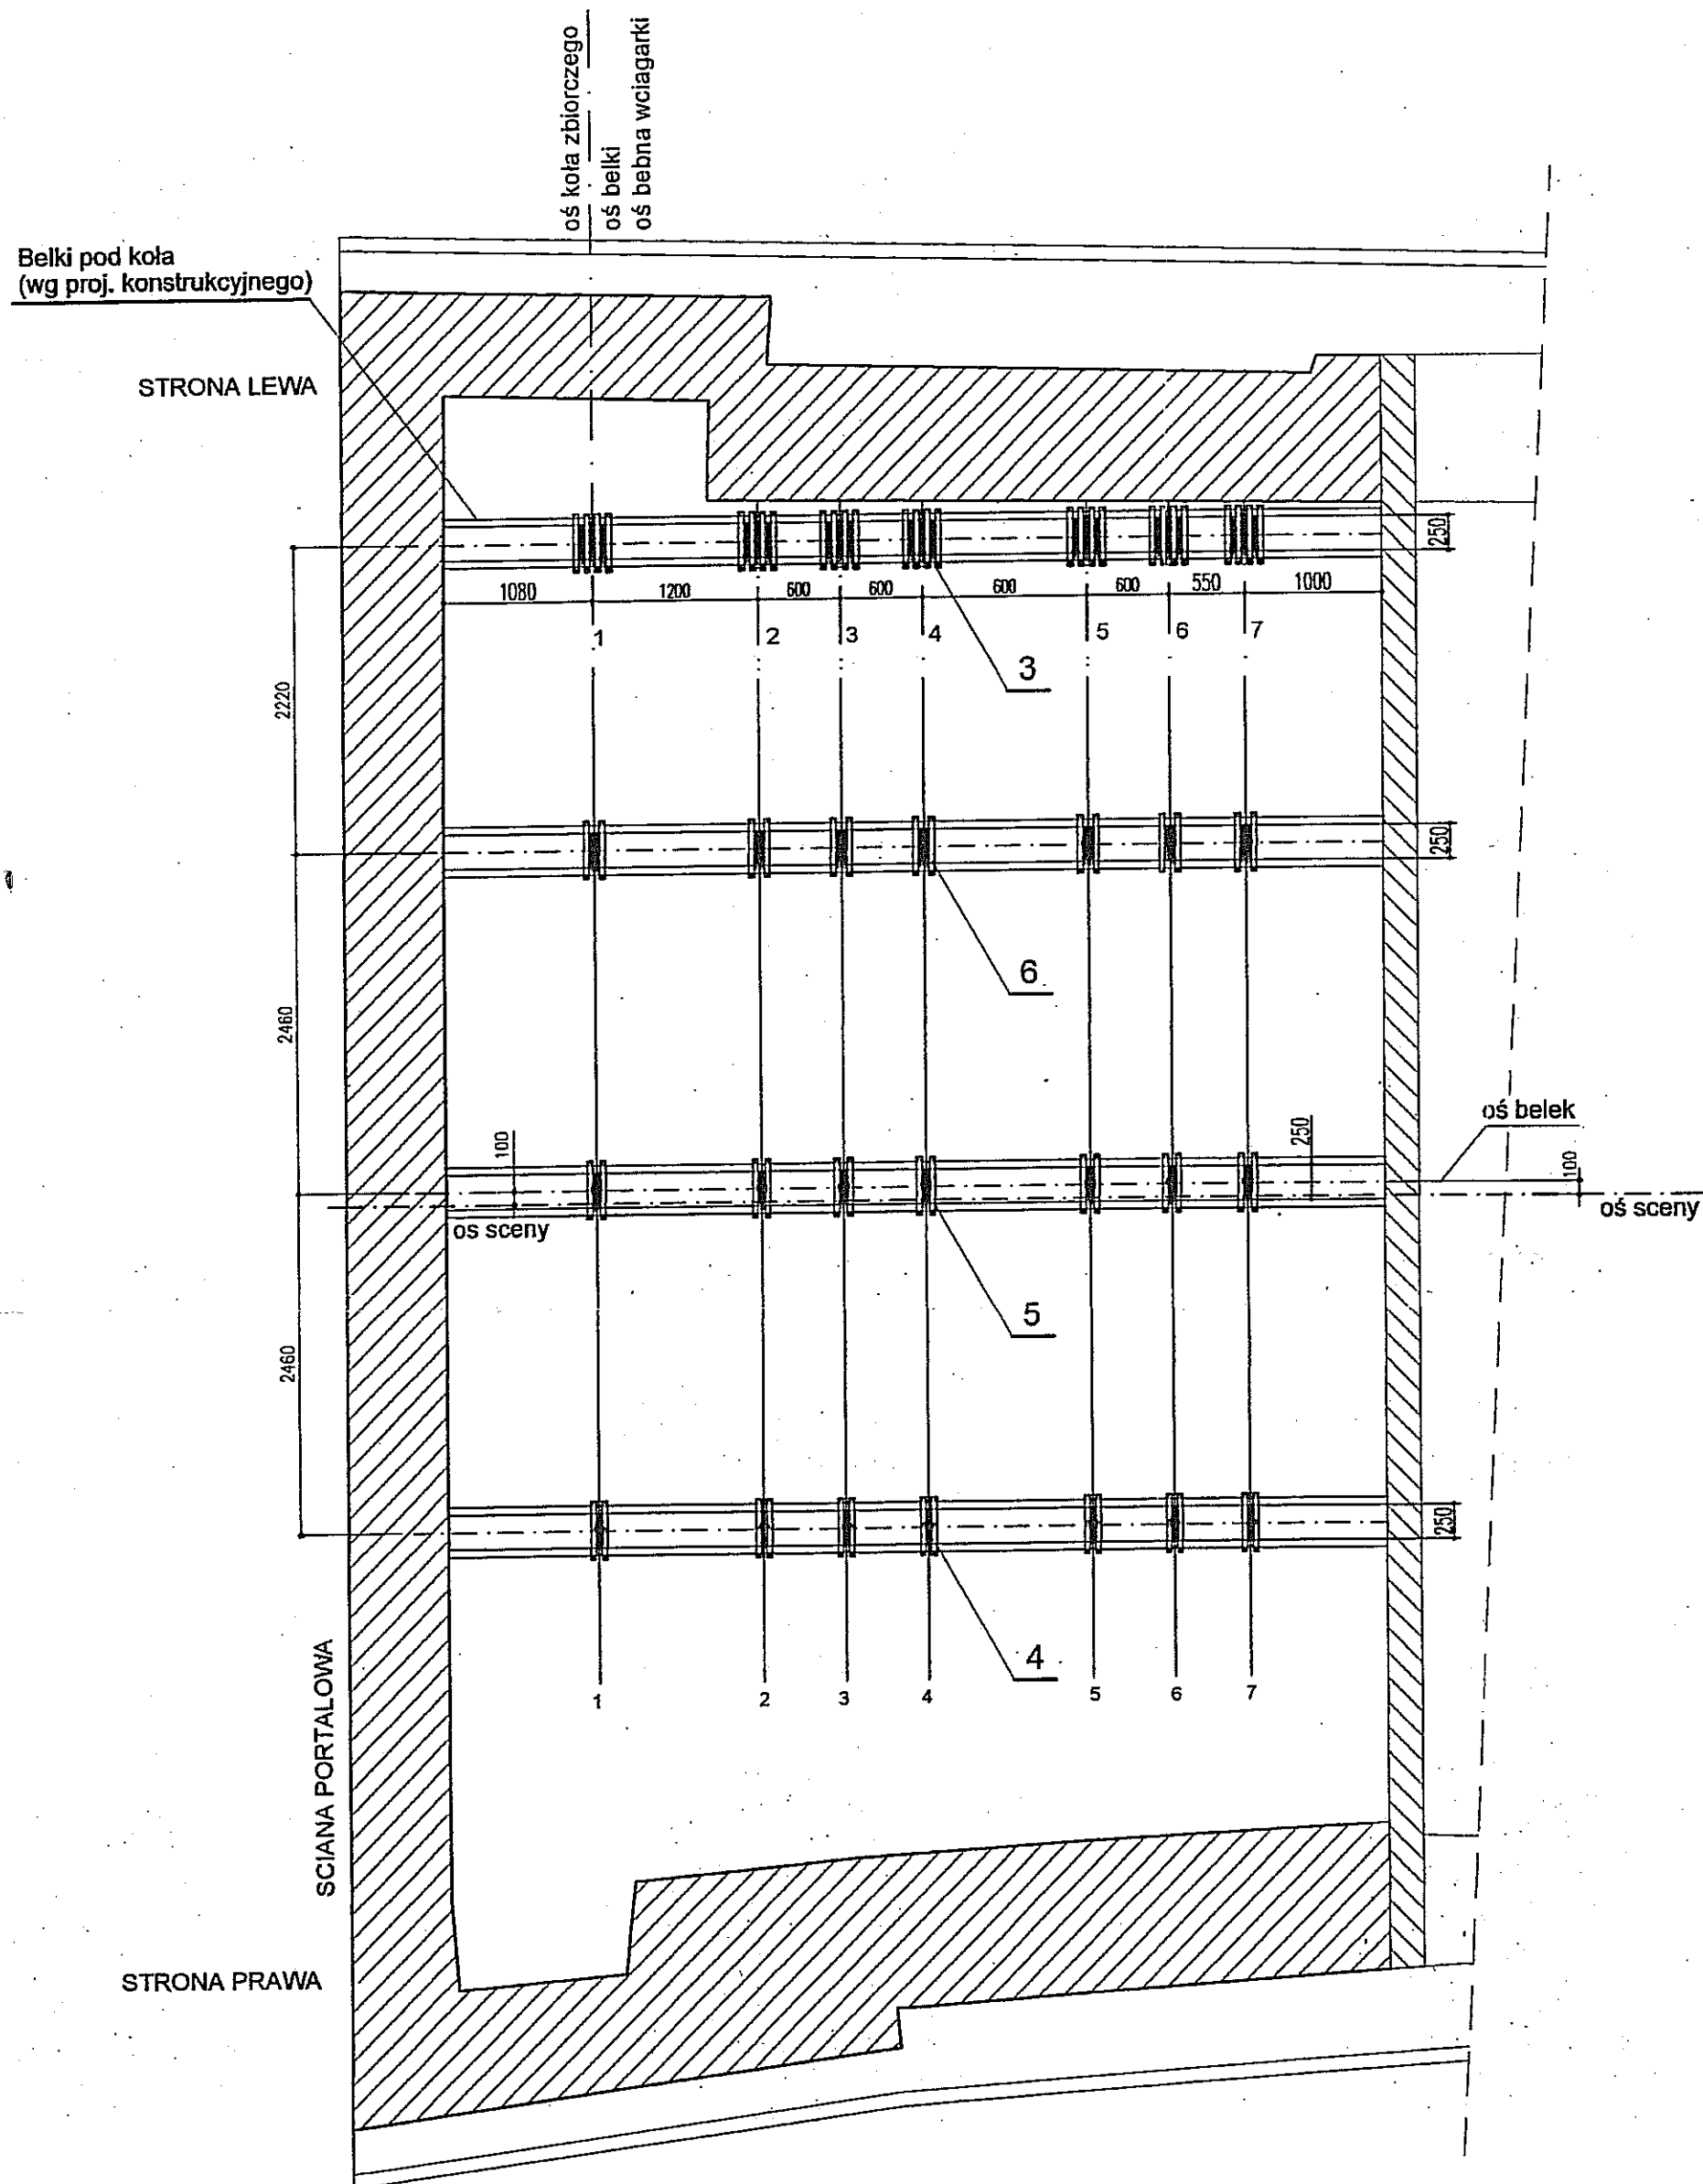 oś koła zbiorczego
oś belki
oś bebna wciagarki
Belki pod koła
(wg proj. konstrukcyjnego)
STRONA LEWA
250
1080 1200 600 600 600 600 550 1000
1 2 3 4 5 6 7
3
2220
250
6
2460
oś belek
100
250
100
oś sceny
os sceny
5
2460
250
4
1 2 3 4 5 6 7
SCIANA PORTALOWA
STRONA PRAWA